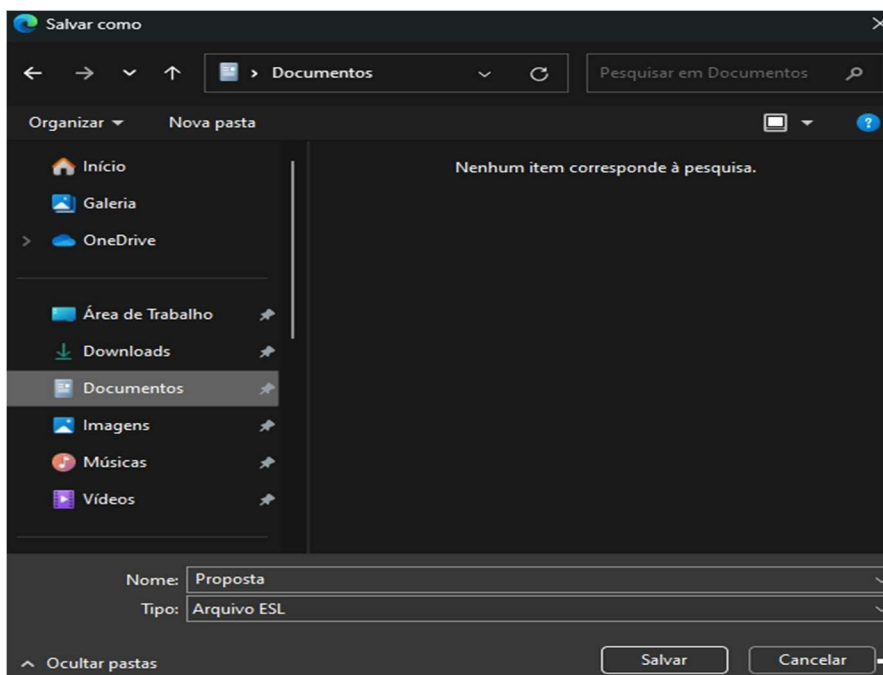 Salvar como
Documentos
Pesquisar em Documentos
Organizar
Nova pasta
Início
Galeria
OneDrive
Área de Trabalho
Downloads
Documentos
Imagens
Músicas
Vídeos
Nenhum item corresponde à pesquisa.
Nome: Proposta
Tipo: Arquivo ESL
Ocultar pastas
Salvar
Cancelar